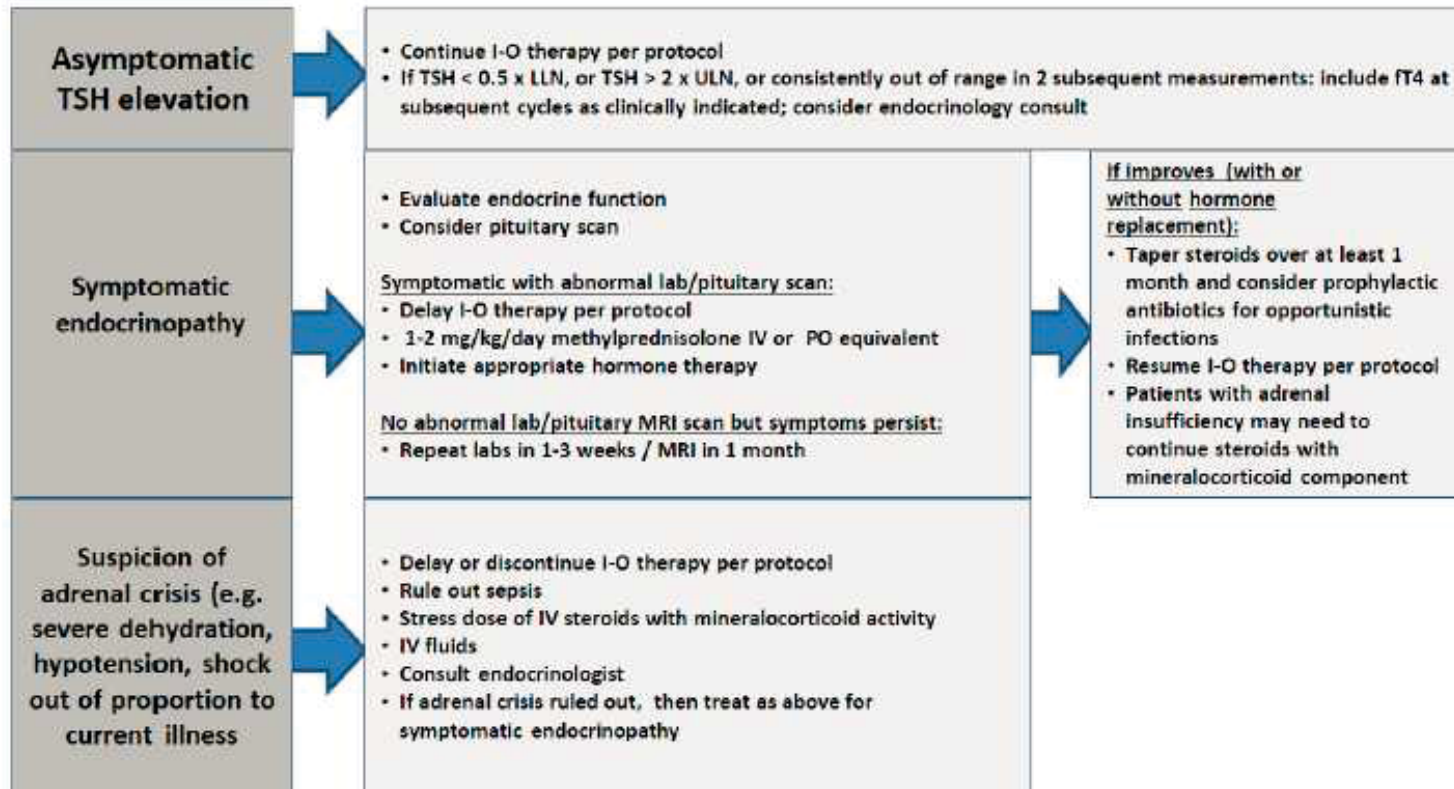 Asymptomatic
TSH elevation
• Continue I-O therapy per protocol
• If TSH < 0.5 x LLN, or TSH > 2 x ULN, or consistently out of range in 2 subsequent measurements: include fT4 at
subsequent cycles as clinically indicated; consider endocrinology consult
Symptomatic
endocrinopathy
• Evaluate endocrine function
• Consider pituitary scan
Symptomatic with abnormal lab/pituitary scan:
• Delay I-O therapy per protocol
• 1-2 mg/kg/day methylprednisolone IV or PO equivalent
• Initiate appropriate hormone therapy
No abnormal lab/pituitary MRI scan but symptoms persist:
• Repeat labs in 1-3 weeks / MRI in 1 month
If improves (with or
without hormone
replacement):
• Taper steroids over at least 1
month and consider prophylactic
antibiotics for opportunistic
infections
• Resume I-O therapy per protocol
• Patients with adrenal
insufficiency may need to
continue steroids with
mineralocorticoid component
Suspicion of
adrenal crisis (e.g.
severe dehydration,
hypotension, shock
out of proportion to
current illness
• Delay or discontinue I-O therapy per protocol
• Rule out sepsis
• Stress dose of IV steroids with mineralocorticoid activity
• IV fluids
• Consult endocrinologist
• If adrenal crisis ruled out, then treat as above for
symptomatic endocrinopathy